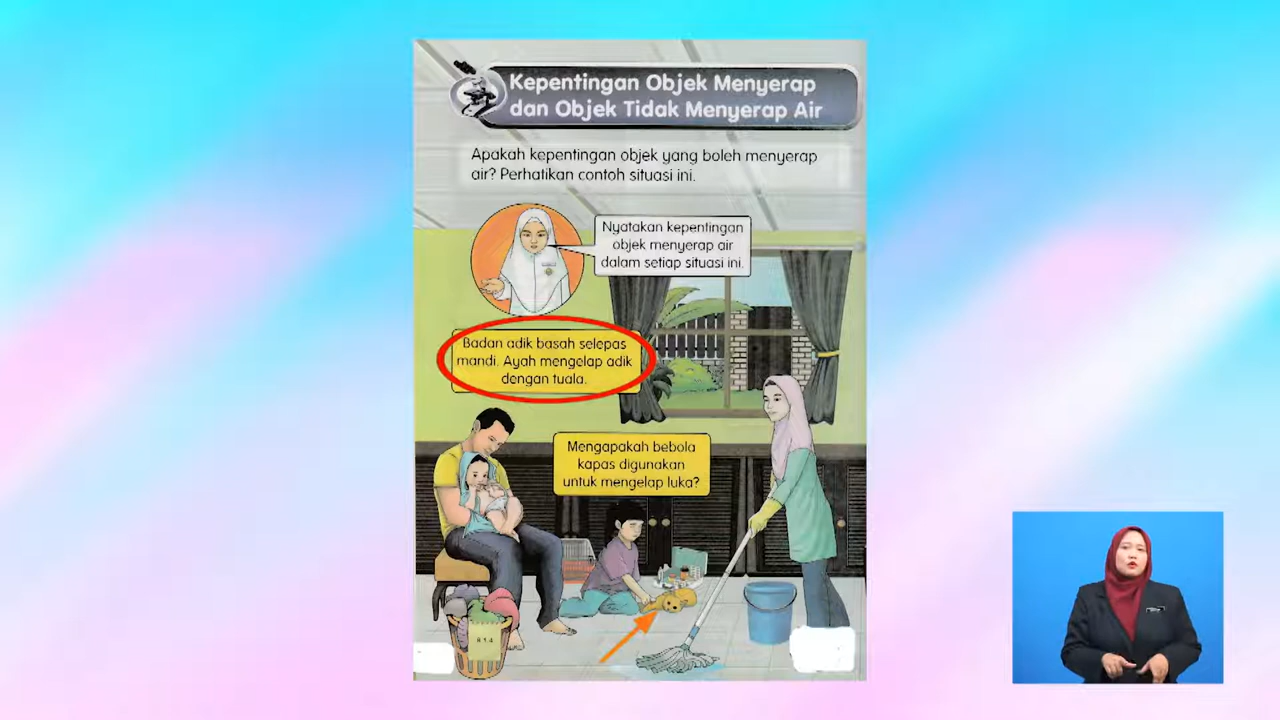 Kepentingan Objek Menyerap
dan Objek Tidak Menyerap Air
Apakah kepentingan objek yang boleh menyerap
air? Perhatikan contoh situasi ini.
Nyatakan kepentingan
objek menyerap air
dalam setiap situasi ini.
Badan adik basah selepas
mandi. Ayah mengelap adik
dengan tuala.
Mengapakah bebola
kapas digunakan
untuk mengelap luka?